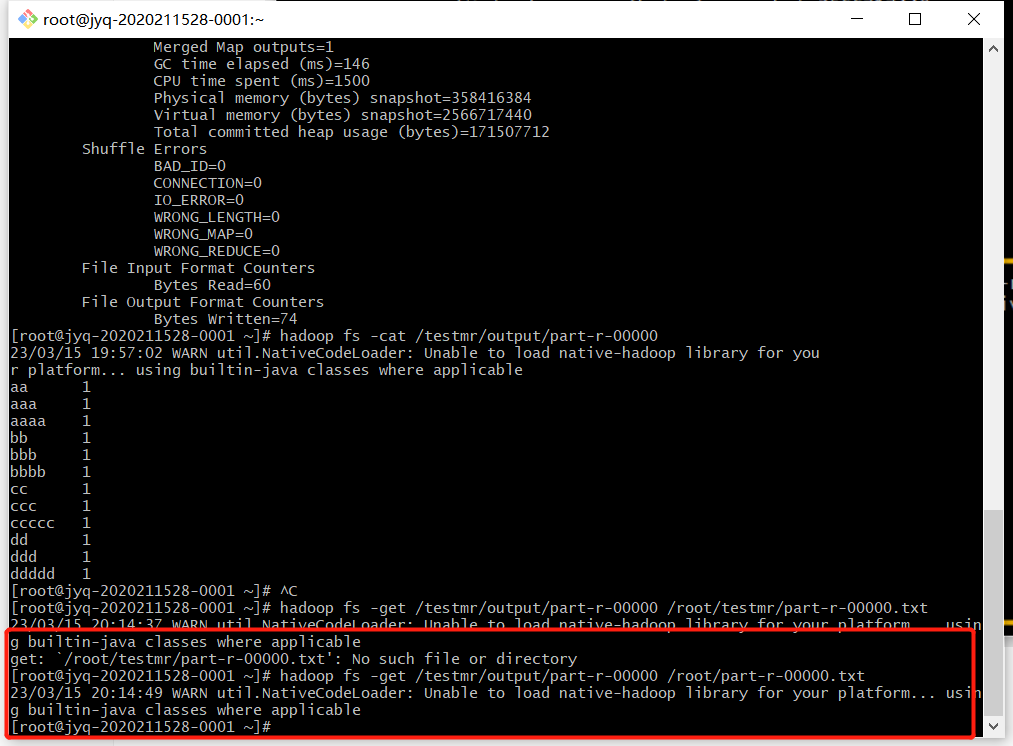 root@jyq-2020211528-0001:~
Merged Map outputs=1
GC time elapsed (ms)=146
CPU time spent (ms)=1500
Physical memory (bytes) snapshot=358416384
Virtual memory (bytes) snapshot=2566717440
Total committed heap usage (bytes)=171507712
Shuffle Errors
BAD_ID=0
CONNECTION=0
IO_ERROR=0
WRONG_LENGTH=0
WRONG_MAP=0
WRONG_REDUCE=0
File Input Format Counters
Bytes Read=60
File Output Format Counters
Bytes Written=74
[root@jyq-2020211528-0001 ~]# hadoop fs -cat /testmr/output/part-r-00000
23/03/15 19:57:02 WARN util.NativeCodeLoader: Unable to load native-hadoop library for you
r platform... using builtin-java classes where applicable
aa 1
aaa 1
aaaa 1
bb 1
bbb 1
bbbb 1
cc 1
ccc 1
ccccc 1
dd 1
ddd 1
ddddd 1
[root@jyq-2020211528-0001 ~]# ^C
[root@jyq-2020211528-0001 ~]# hadoop fs -get /testmr/output/part-r-00000 /root/testmr/part-r-00000.txt
23/03/15 20:14:37 WARN util.NativeCodeLoader: Unable to load native-hadoop library for your platform... usin
g builtin-java classes where applicable
get: `/root/testmr/part-r-00000.txt': No such file or directory
[root@jyq-2020211528-0001 ~]# hadoop fs -get /testmr/output/part-r-00000 /root/part-r-00000.txt
23/03/15 20:14:49 WARN util.NativeCodeLoader: Unable to load native-hadoop library for your platform... usin
g builtin-java classes where applicable
[root@jyq-2020211528-0001 ~]#